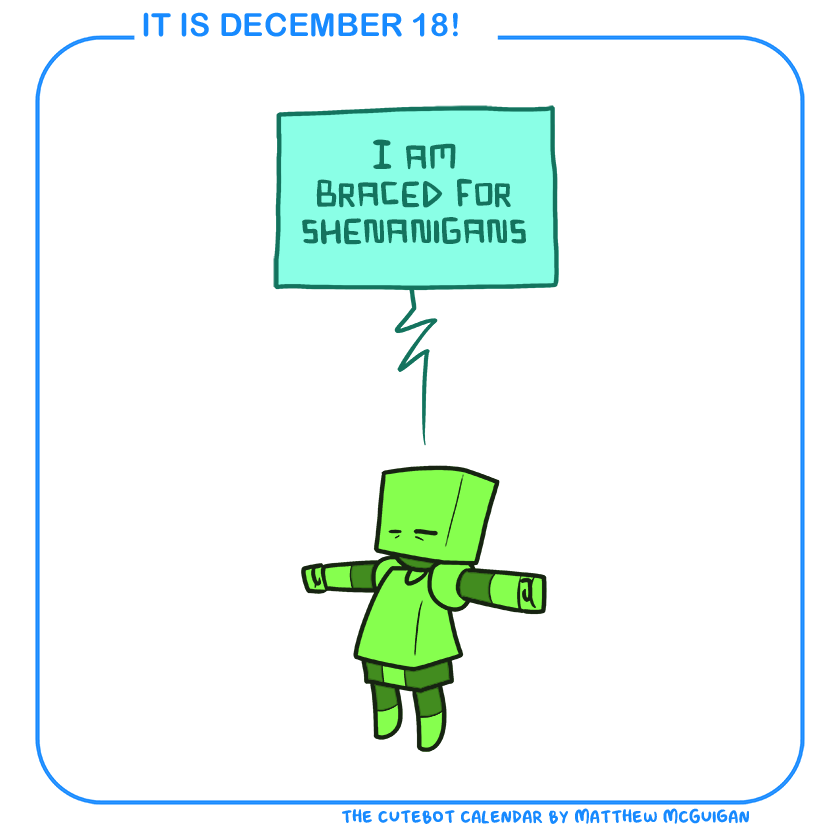 IT IS DECEMBER 18!
I AM
BRACED FOR
SHENANIGANS
THE CUTEBOT CALENDAR BY MATTHEW MCGUIGAN